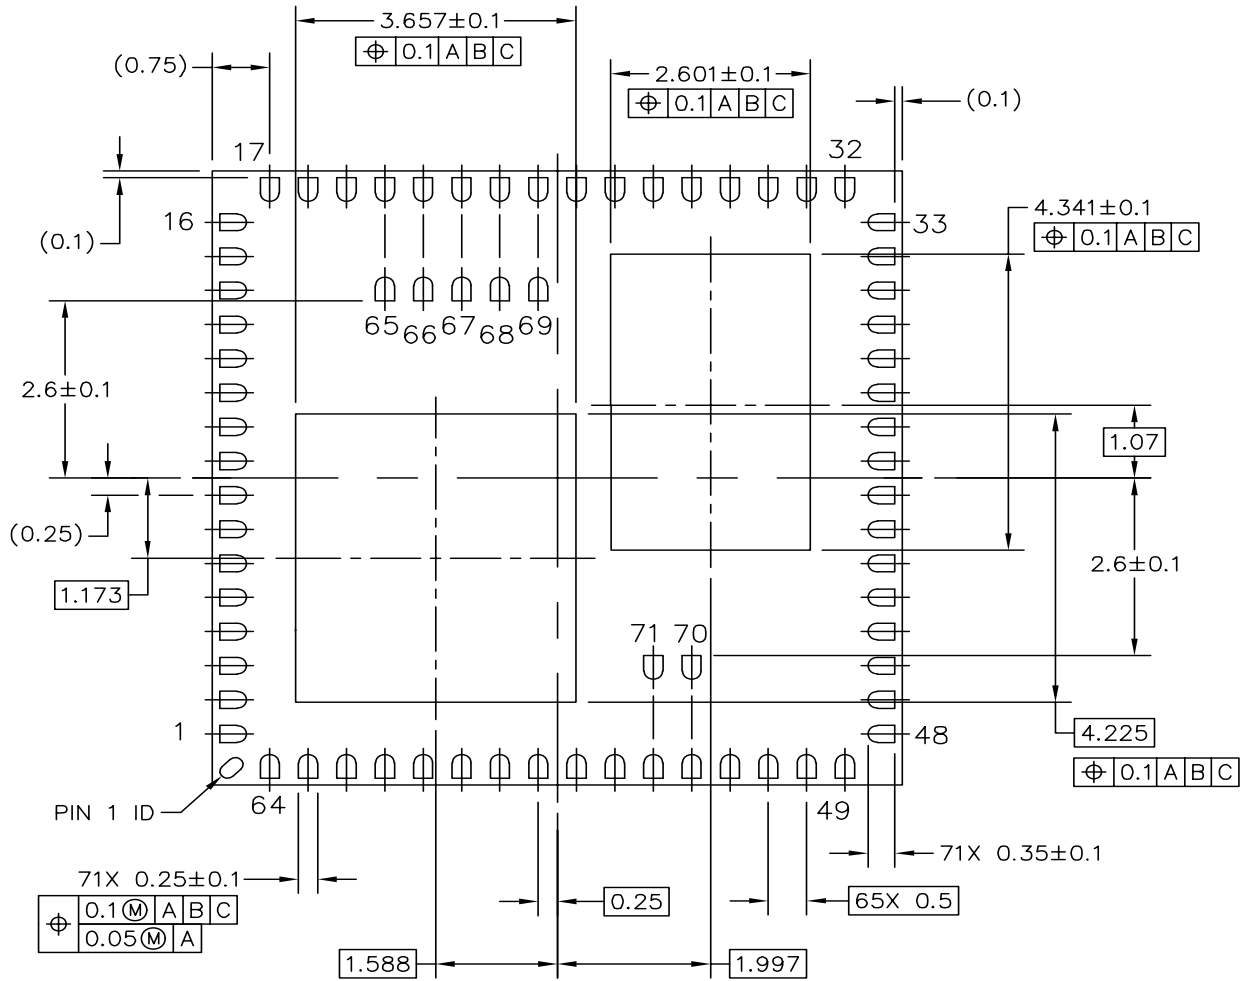 3.657±0.1
⌖ 0.1 A B C
(0.75)
2.601±0.1
⌖ 0.1 A B C
(0.1)
17
32
16
33
4.341±0.1
⌖ 0.1 A B C
(0.1)
65 66 67 68 69
2.6±0.1
1.07
(0.25)
2.6±0.1
1.173
71 70
1
48
4.225
⌖ 0.1 A B C
PIN 1 ID
64
49
71X 0.35±0.1
71X 0.25±0.1
⌖ 0.1 Ⓜ A B C
0.05 Ⓜ A
0.25
65X 0.5
1.588
1.997